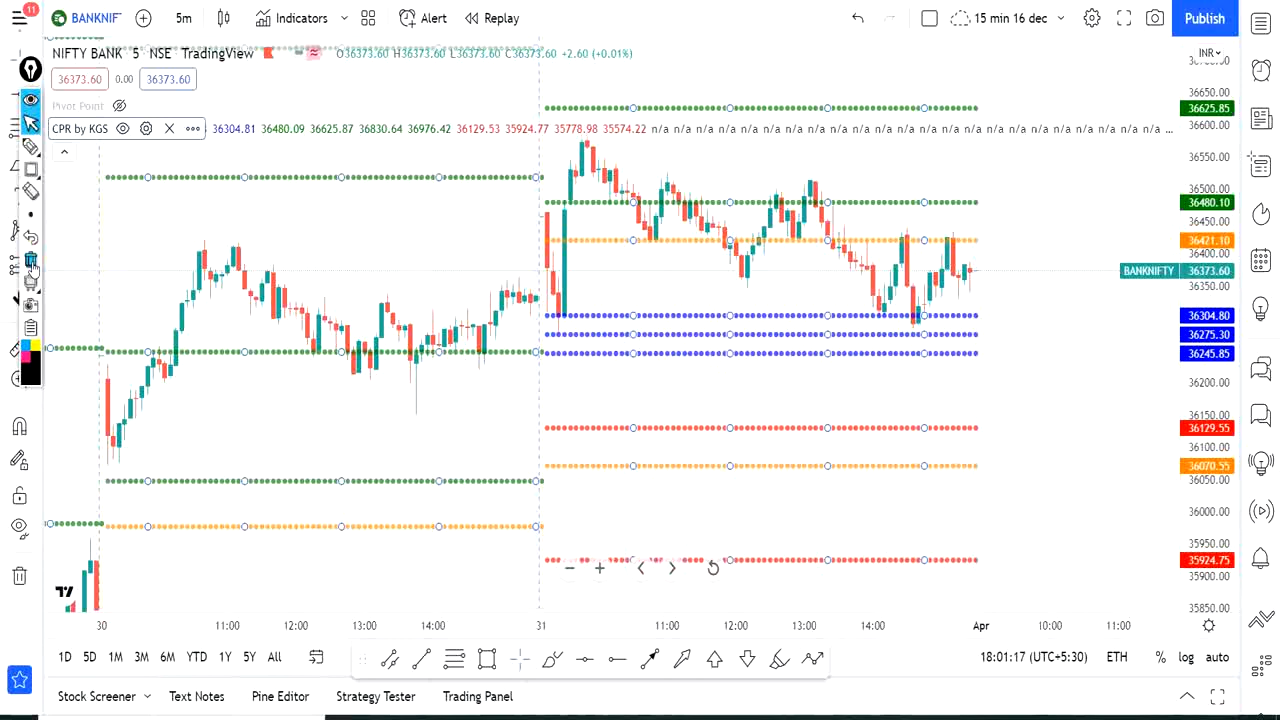 11
BANKNIF 5m Indicators Alert Replay 15 min 16 dec Publish
NIFTY BANK 5 NSE TradingView O36373.60 H36373.60 L36373.60 C36373.60 +2.60 (+0.01%) INR
36373.60 0.00 36373.60
Pivot Point
CPR by KGS 36304.81 36480.09 36625.87 36830.64 36976.42 36129.53 35924.77 35778.98 35574.22 n/a n/a n/a n/a n/a n/a n/a n/a n/a n/a n/a n/a n/a n/a n/a n/a n/a n/a n/a n/a n/a ...
36650.00
36625.85
36600.00
36550.00
36500.00
36480.10
36450.00
36421.10
36400.00
BANKNIFTY 36373.60
36350.00
36304.80
36275.30
36245.85
36200.00
36150.00
36129.55
36100.00
36070.55
36050.00
36000.00
35950.00
35924.75
35900.00
35850.00
30 11:00 12:00 13:00 14:00 31 11:00 12:00 13:00 14:00 Apr 10:00 11:00
1D 5D 1M 3M 6M YTD 1Y 5Y All 18:01:17 (UTC+5:30) ETH % log auto
Stock Screener Text Notes Pine Editor Strategy Tester Trading Panel